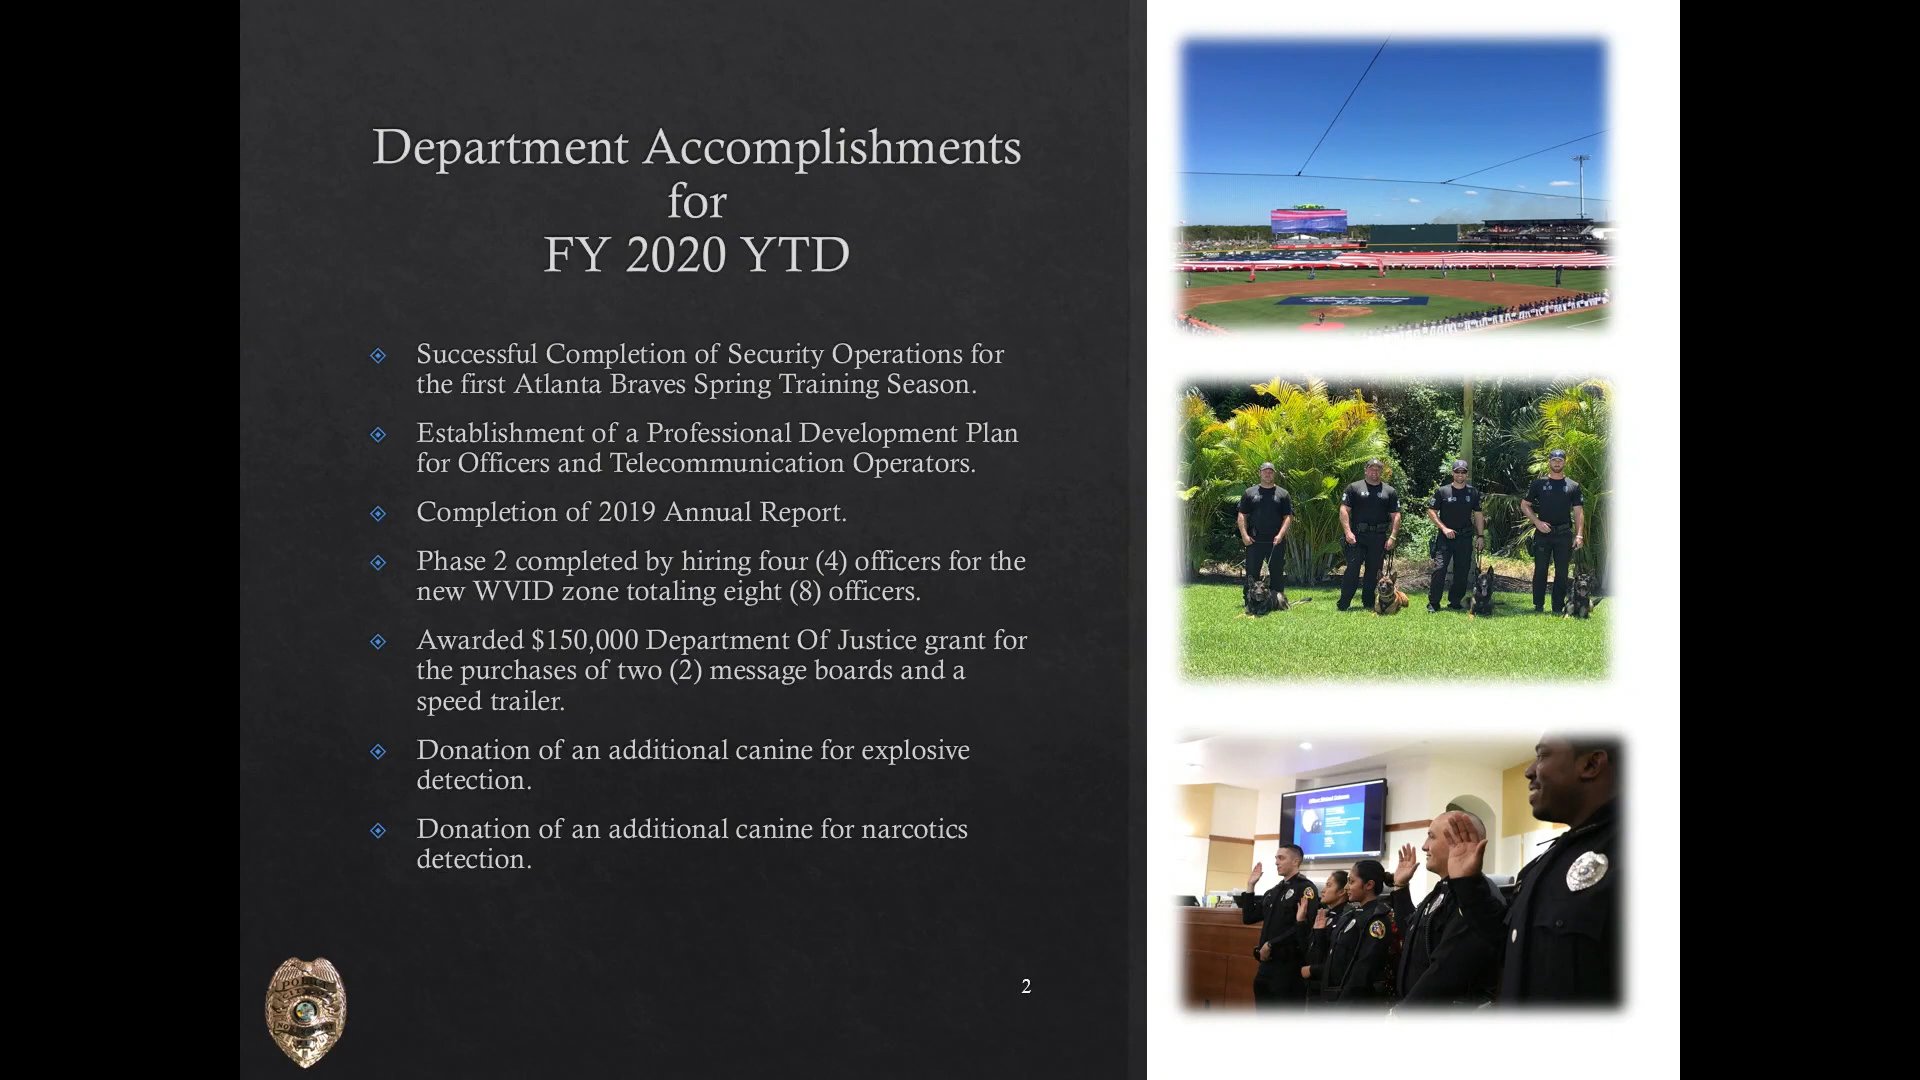 Department Accomplishments
for
FY 2020 YTD
Successful Completion of Security Operations for
the first Atlanta Braves Spring Training Season.
Establishment of a Professional Development Plan
for Officers and Telecommunication Operators.
Completion of 2019 Annual Report.
Phase 2 completed by hiring four (4) officers for the
new WVID zone totaling eight (8) officers.
Awarded $150,000 Department Of Justice grant for
the purchases of two (2) message boards and a
speed trailer.
Donation of an additional canine for explosive
detection.
Donation of an additional canine for narcotics
detection.
2
POLICE